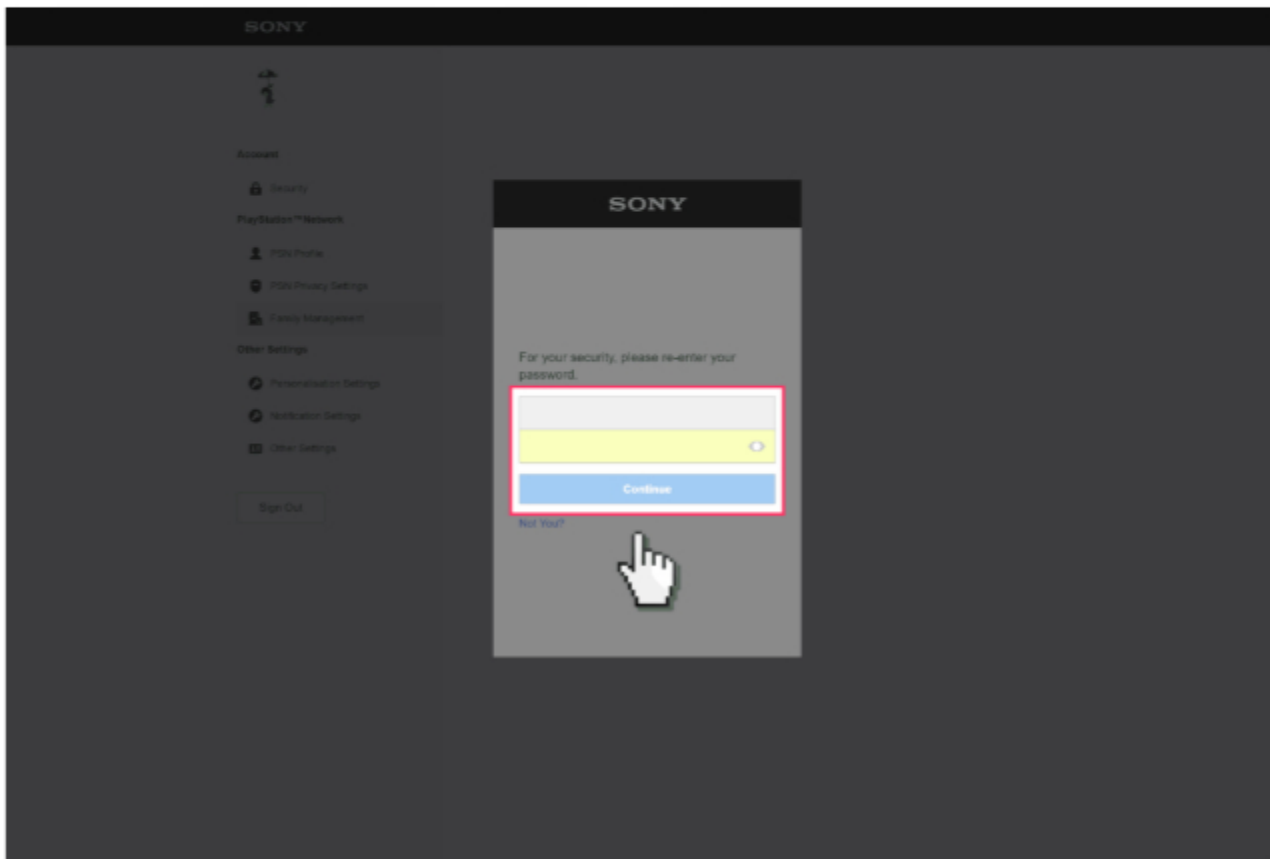 SONY
Account
Security
PlayStation™Network
PSN Profile
PSN Privacy Settings
Family Management
Other Settings
Personalisation Settings
Notification Settings
Other Settings
Sign Out
SONY
For your security, please re-enter your
password.
Continue
Not You?